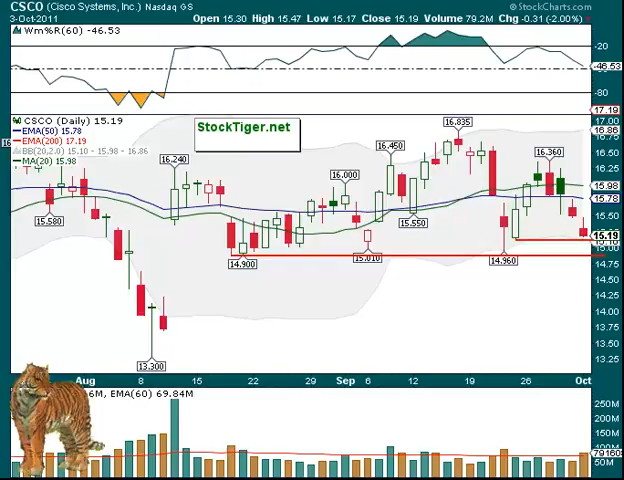 CSCO (Cisco Systems, Inc.) Nasdaq GS
© StockCharts.com
3-Oct-2011
Open 15.30 High 15.47 Low 15.17 Close 15.19 Volume 79.2M Chg -0.31 (-2.00%)
Wm%R(60) -46.53
-20
-46.53
-80
17.19
CSCO (Daily) 15.19
EMA(50) 15.78
EMA(200) 17.19
BB(20,2.0) 15.10 - 15.98 - 16.86
MA(20) 15.98
StockTiger.net
17.00
16.86
16.75
16.50
16.25
15.98
15.78
15.50
15.19
15.00
14.75
14.50
14.25
14.00
13.75
13.50
13.25
16.835
16.450
16.360
16.240
16.000
15.580
15.550
15.010
14.960
14.900
13.300
Aug 8 15 22 29 Sep 6 12 19 26 Oct
6M, EMA(60) 69.84M
250M
200M
150M
100M
50M